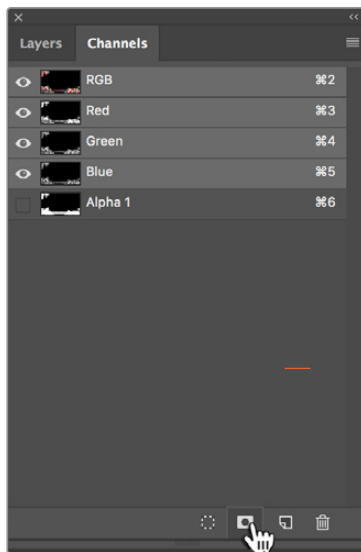 Layers Channels
RGB ⌘2
Red ⌘3
Green ⌘4
Blue ⌘5
Alpha 1 ⌘6